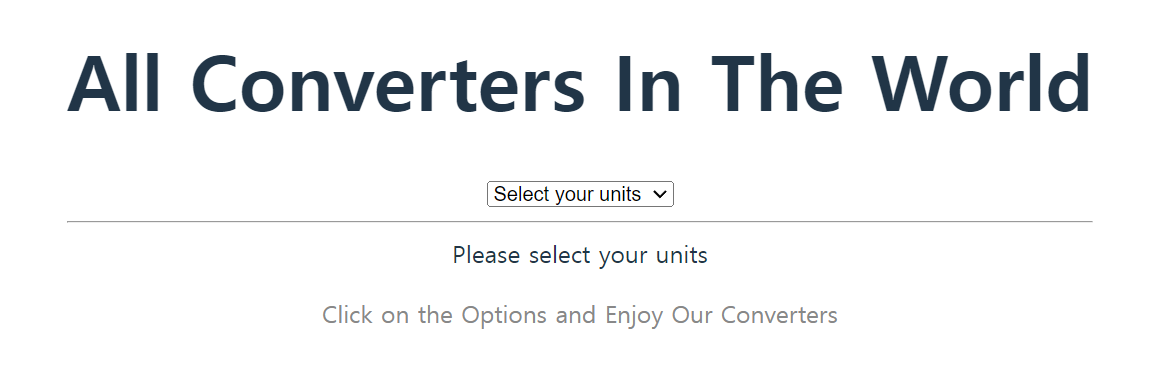 All Converters In The World
Select your units
Please select your units
Click on the Options and Enjoy Our Converters